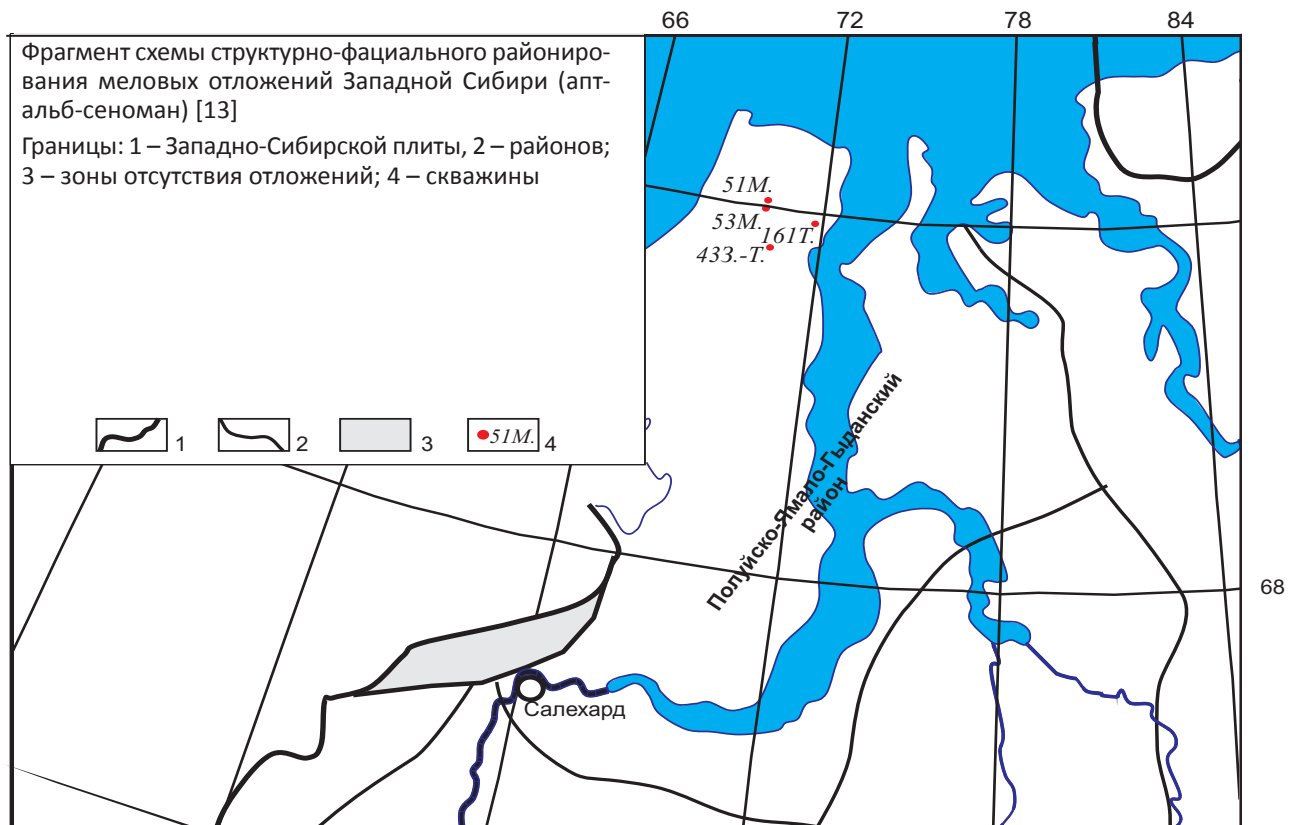 66
72
78
84
Фрагмент схемы структурно-фациального райониро-
вания меловых отложений Западной Сибири (апт-
альб-сеноман) [13]
Границы: 1 – Западно-Сибирской плиты, 2 – районов;
3 – зоны отсутствия отложений; 4 – скважины
51М.
53М.
161Т.
43З.-Т.
1
2
3
51М.
4
Полуйско-Ямало-Гыданский
район
68
Салехард